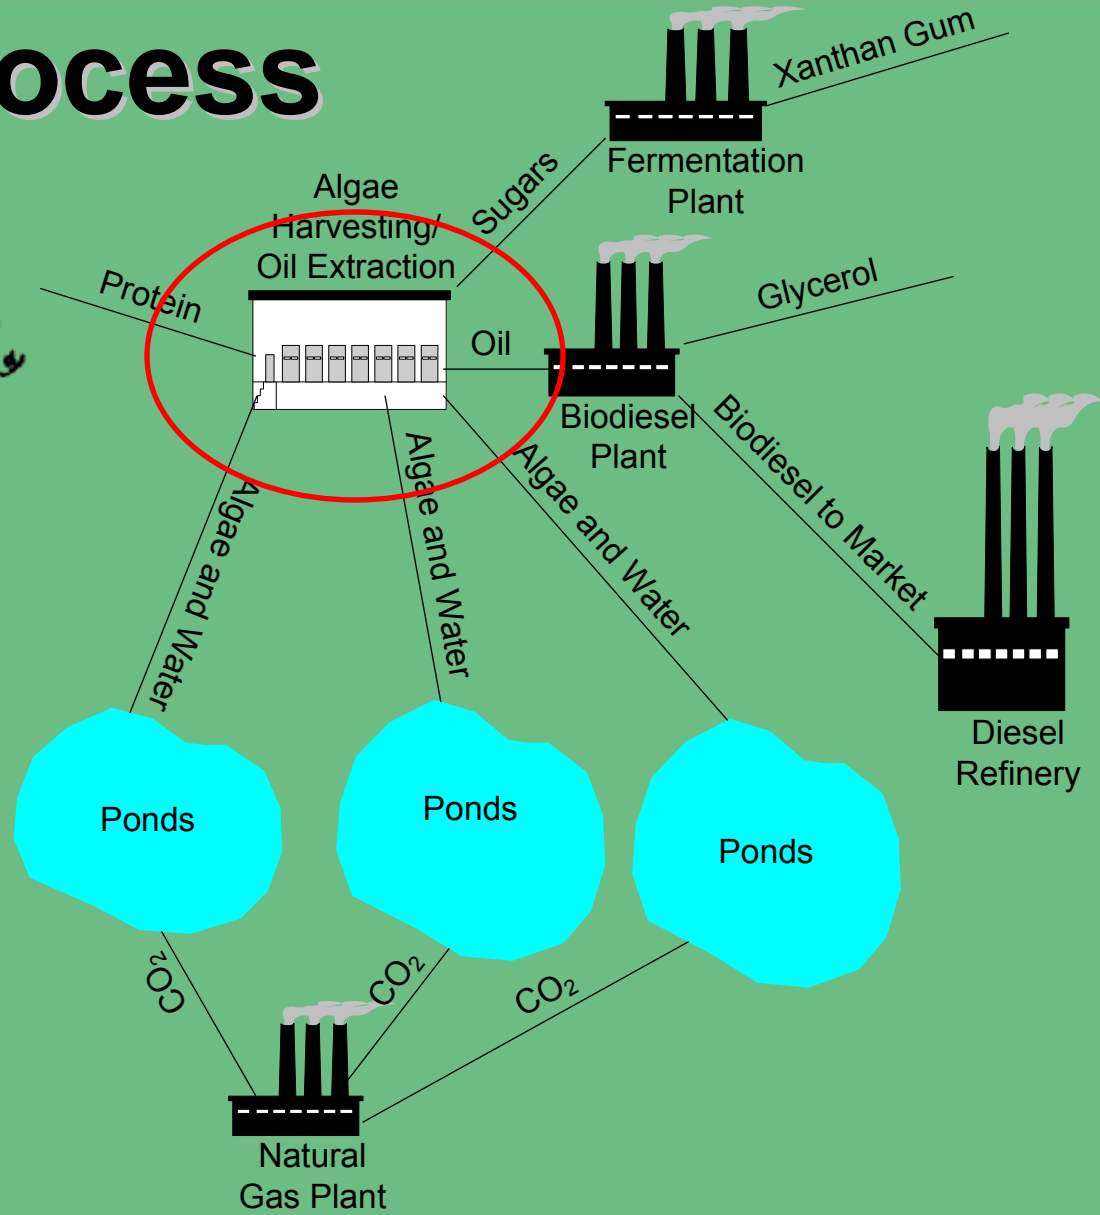 ocess
Xanthan Gum
Fermentation
Plant
Sugars
Algae
Harvesting/
Oil Extraction
Protein
Oil
Glycerol
Biodiesel
Plant
Biodiesel to Market
Algae and Water
Algae and Water
Algae and Water
Diesel
Refinery
Ponds
Ponds
Ponds
CO₂
CO₂
CO₂
Natural
Gas Plant